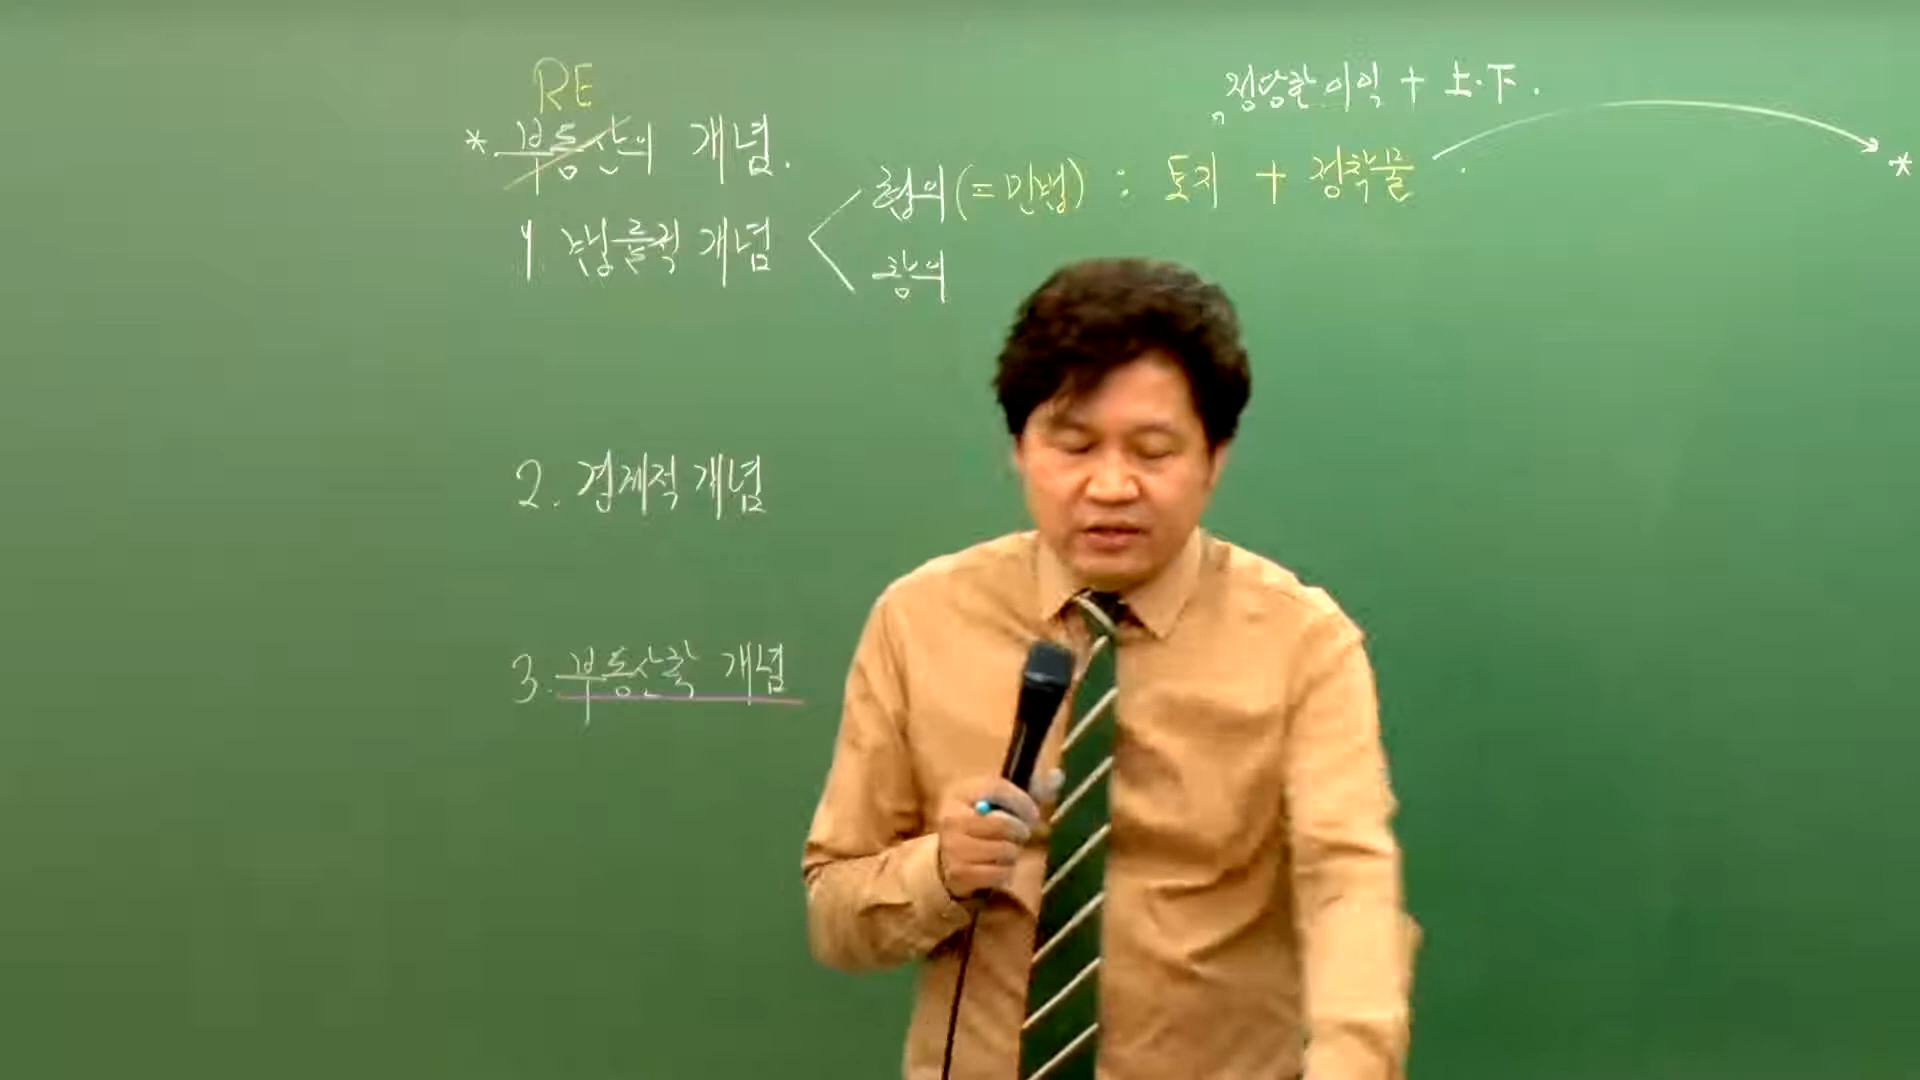 RE
* 부동산의 개념.
정당한 이익 + 土·下.
협의(=민법) : 토지 + 정착물 *
1 법률적 개념
광의
2. 경제적 개념
3. 부동산학 개념